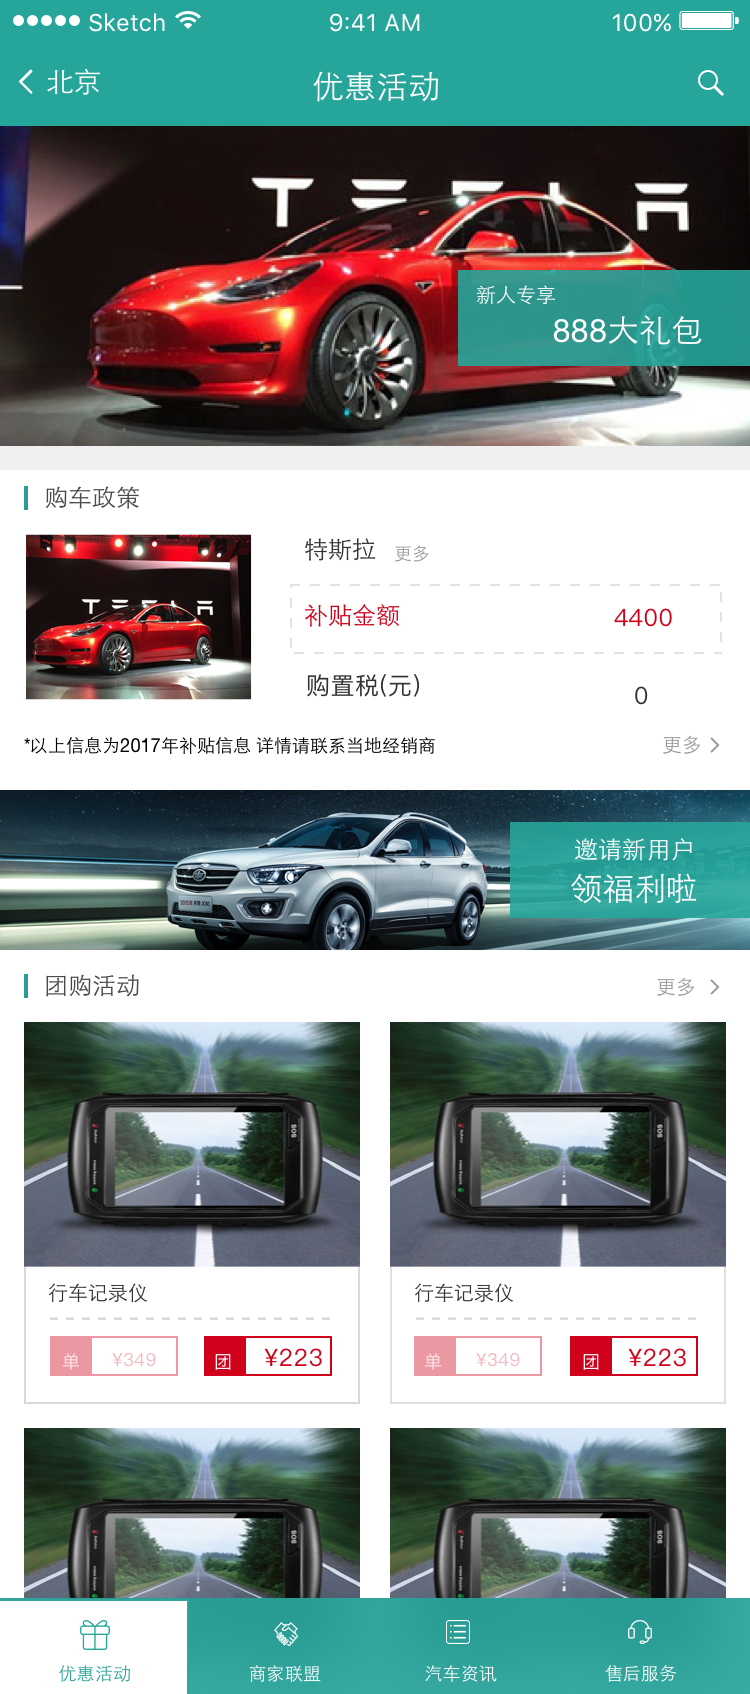 Sketch 9:41 AM 100%
北京 优惠活动
TESLA
新人专享
888大礼包
购车政策
特斯拉 更多
TESLA
补贴金额 4400
购置税(元) 0
*以上信息为2017年补贴信息 详情请联系当地经销商 更多
邀请新用户
领福利啦
团购活动 更多
SOS SOS
行车记录仪 行车记录仪
单 ¥349 团 ¥223 单 ¥349 团 ¥223
SOS SOS
优惠活动 商家联盟 汽车资讯 售后服务